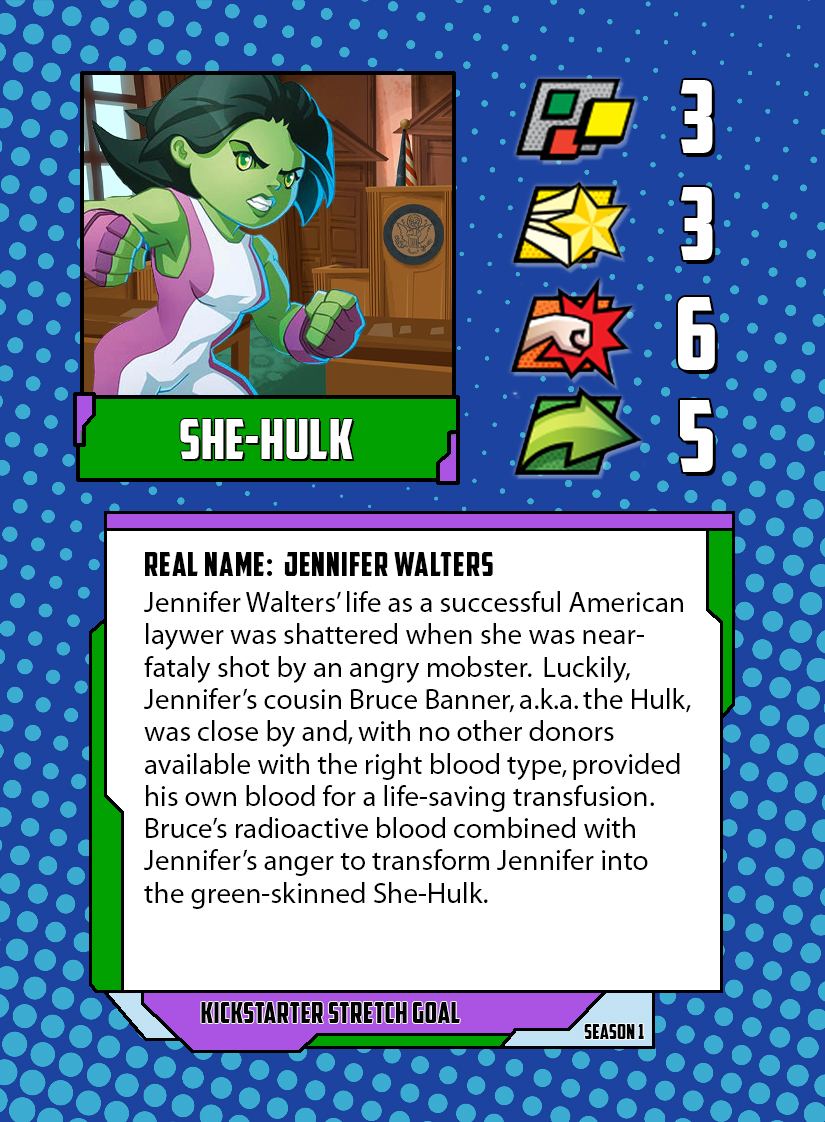 3
3
6
5
SHE-HULK
REAL NAME: JENNIFER WALTERS
Jennifer Walters’ life as a successful American
laywer was shattered when she was near-
fataly shot by an angry mobster. Luckily,
Jennifer’s cousin Bruce Banner, a.k.a. the Hulk,
was close by and, with no other donors
available with the right blood type, provided
his own blood for a life-saving transfusion.
Bruce’s radioactive blood combined with
Jennifer’s anger to transform Jennifer into
the green-skinned She-Hulk.
KICKSTARTER STRETCH GOAL
SEASON 1